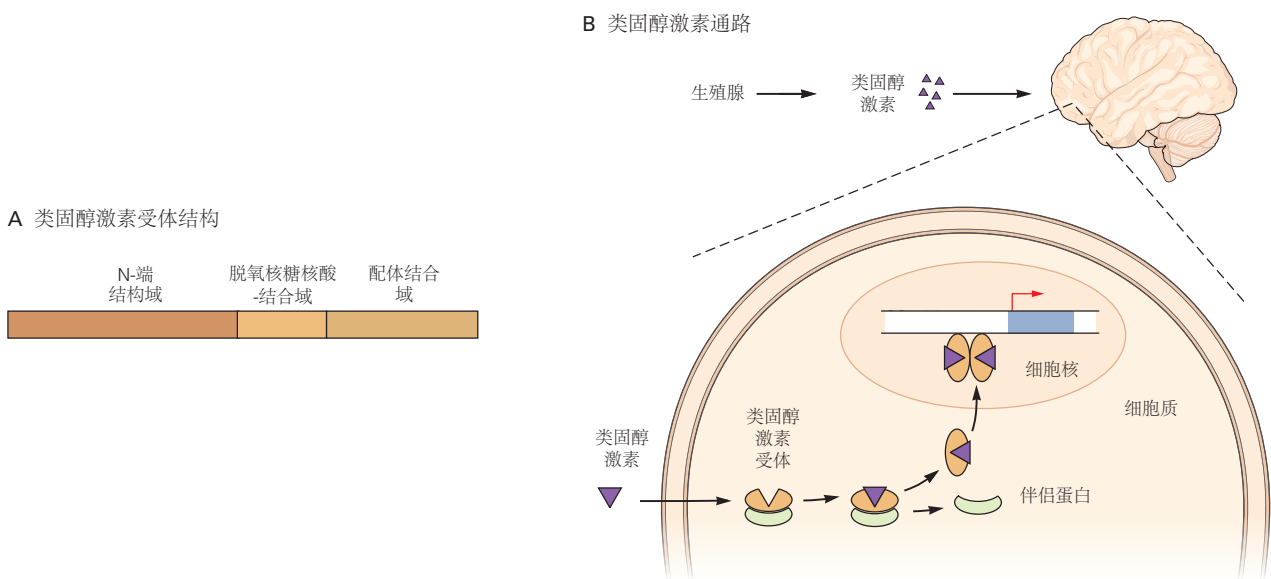 A 类固醇激素受体结构
N-端
结构域
脱氧核糖核酸
-结合域
配体结合
域
B 类固醇激素通路
生殖腺
类固醇
激素
细胞核
细胞质
类固醇
激素
类固醇
激素
受体
伴侣蛋白